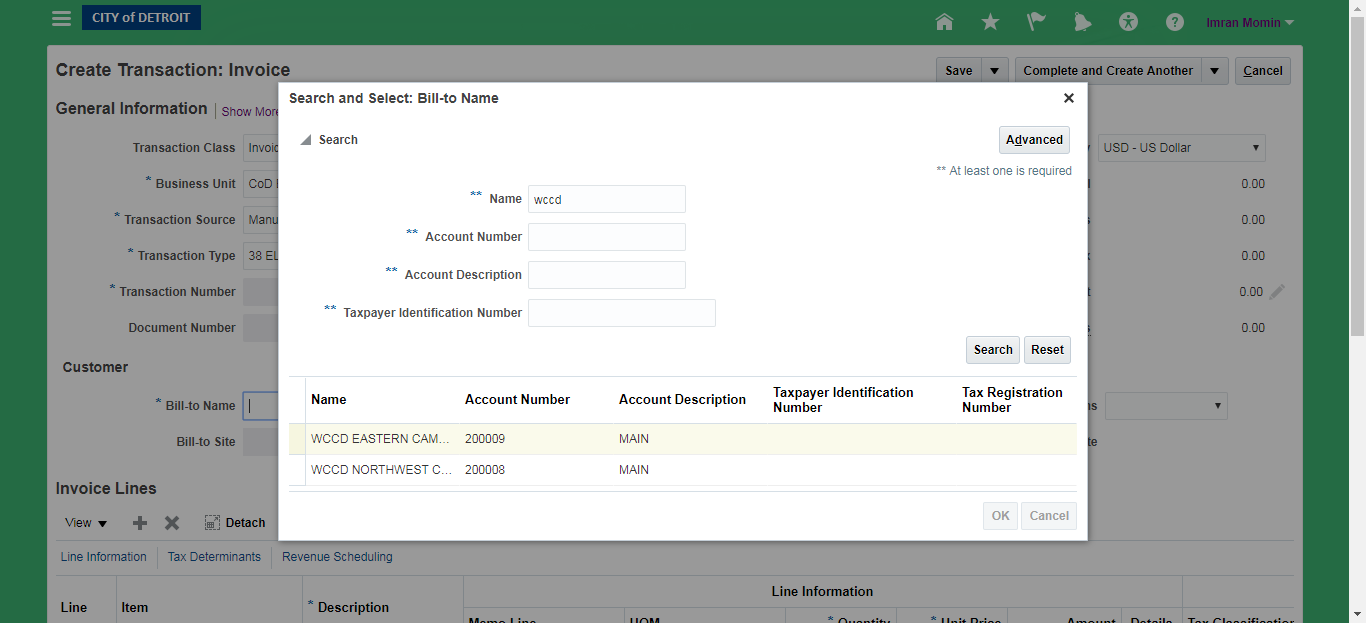 CITY of DETROIT
Imran Momin
Create Transaction: Invoice
Save
Complete and Create Another
Cancel
General Information
Show More
Transaction Class
* Business Unit
* Transaction Source
Manu
* Transaction Type
* Transaction Number
Document Number
USD - US Dollar
0.00
0.00
0.00
0.00
0.00
Customer
* Bill-to Name
Bill-to Site
Search and Select: Bill-to Name
Search
Advanced
** At least one is required
** Name wccd
** Account Number
** Account Description
** Taxpayer Identification Number
Search Reset
Name Account Number Account Description Taxpayer Identification Number Tax Registration Number
WCCD EASTERN CAM... 200009 MAIN
WCCD NORTHWEST C... 200008 MAIN
OK Cancel
Invoice Lines
View
Detach
Line Information Tax Determinants Revenue Scheduling
Line Information
Line Item * Description
Memo Line UOM * Quantity * Unit Price Amount Details Tax Classification